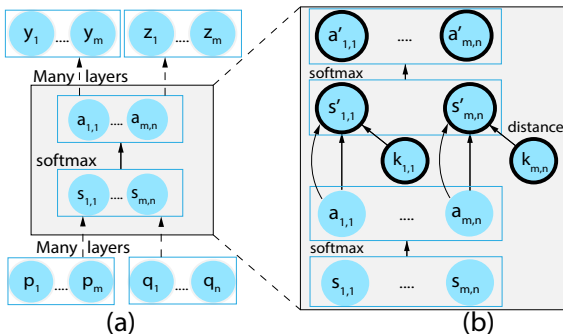 y1 .... ym z1 .... zm
Many layers
a1,1 .... am,n
softmax
s1,1 .... sm,n
Many layers
p1 .... pm q1 .... qn
(a)
a′1,1 .... a′m,n
softmax
s′1,1 s′m,n
distance
k1,1 km,n
a1,1 .... am,n
softmax
s1,1 .... sm,n
(b)